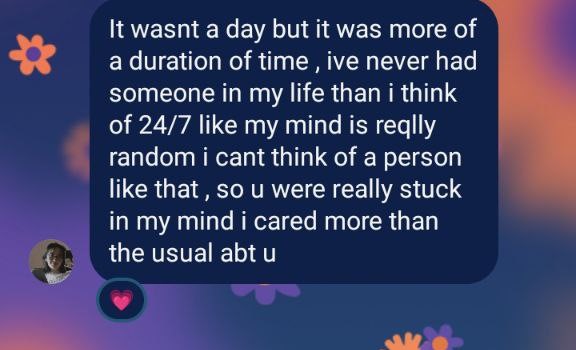 It wasnt a day but it was more of
a duration of time , ive never had
someone in my life than i think
of 24/7 like my mind is reqlly
random i cant think of a person
like that , so u were really stuck
in my mind i cared more than
the usual abt u